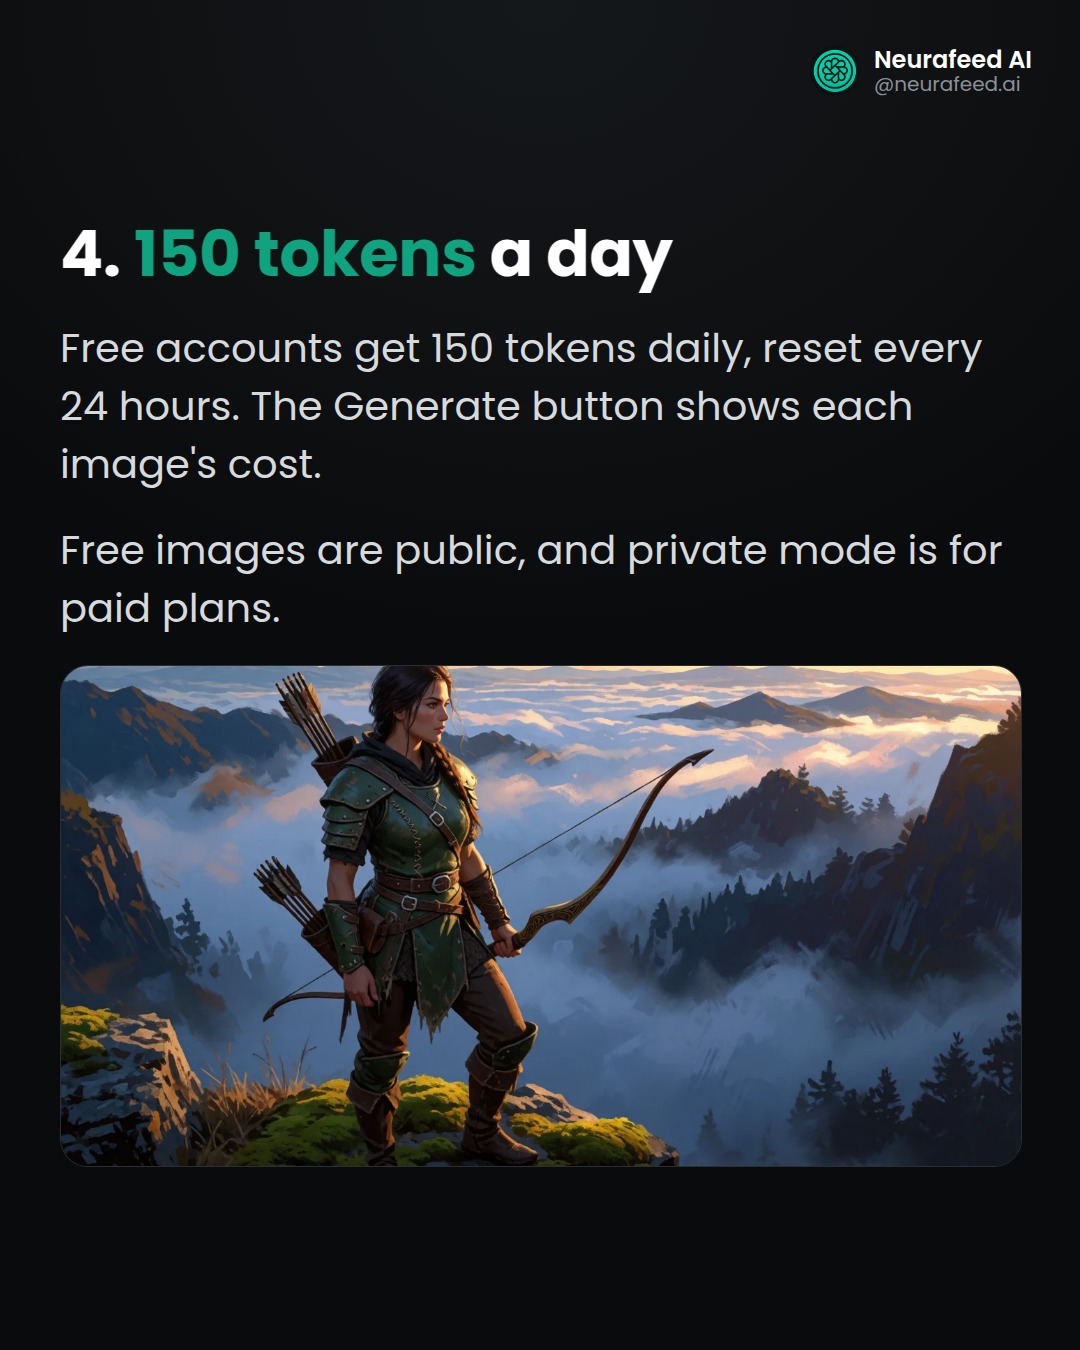 Neurafeed AI
@neurafeed.ai
4. 150 tokens a day
Free accounts get 150 tokens daily, reset every
24 hours. The Generate button shows each
image's cost.
Free images are public, and private mode is for
paid plans.